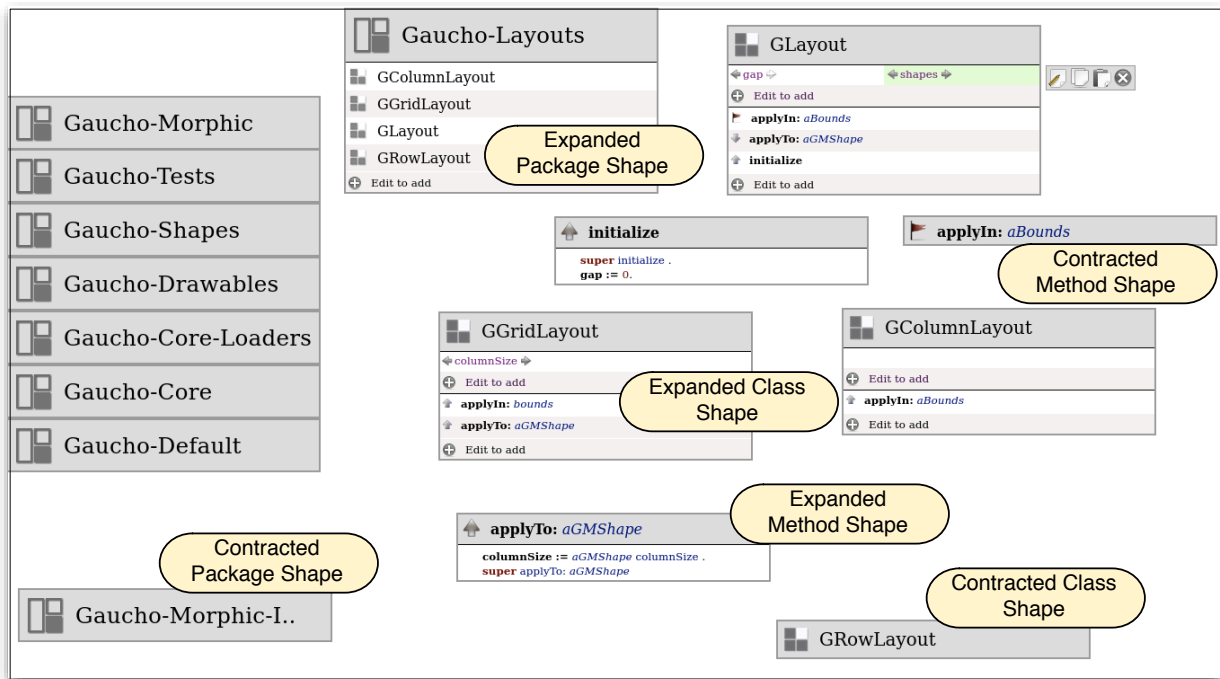 Gaucho-Layouts
GColumnLayout
GGridLayout
GLayout
GRowLayout
Edit to add
Expanded
Package Shape
GLayout
gap
shapes
Edit to add
applyIn: aBounds
applyTo: aGMShape
initialize
Edit to add
Gaucho-Morphic
Gaucho-Tests
Gaucho-Shapes
Gaucho-Drawables
Gaucho-Core-Loaders
Gaucho-Core
Gaucho-Default
initialize
super initialize .
gap := 0.
applyIn: aBounds
Contracted
Method Shape
GGridLayout
columnSize
Edit to add
applyIn: bounds
applyTo: aGMShape
Edit to add
Expanded Class
Shape
GColumnLayout
Edit to add
applyIn: aBounds
Edit to add
applyTo: aGMShape
columnSize := aGMShape columnSize .
super applyTo: aGMShape
Expanded
Method Shape
Contracted
Package Shape
Gaucho-Morphic-I..
Contracted Class
Shape
GRowLayout